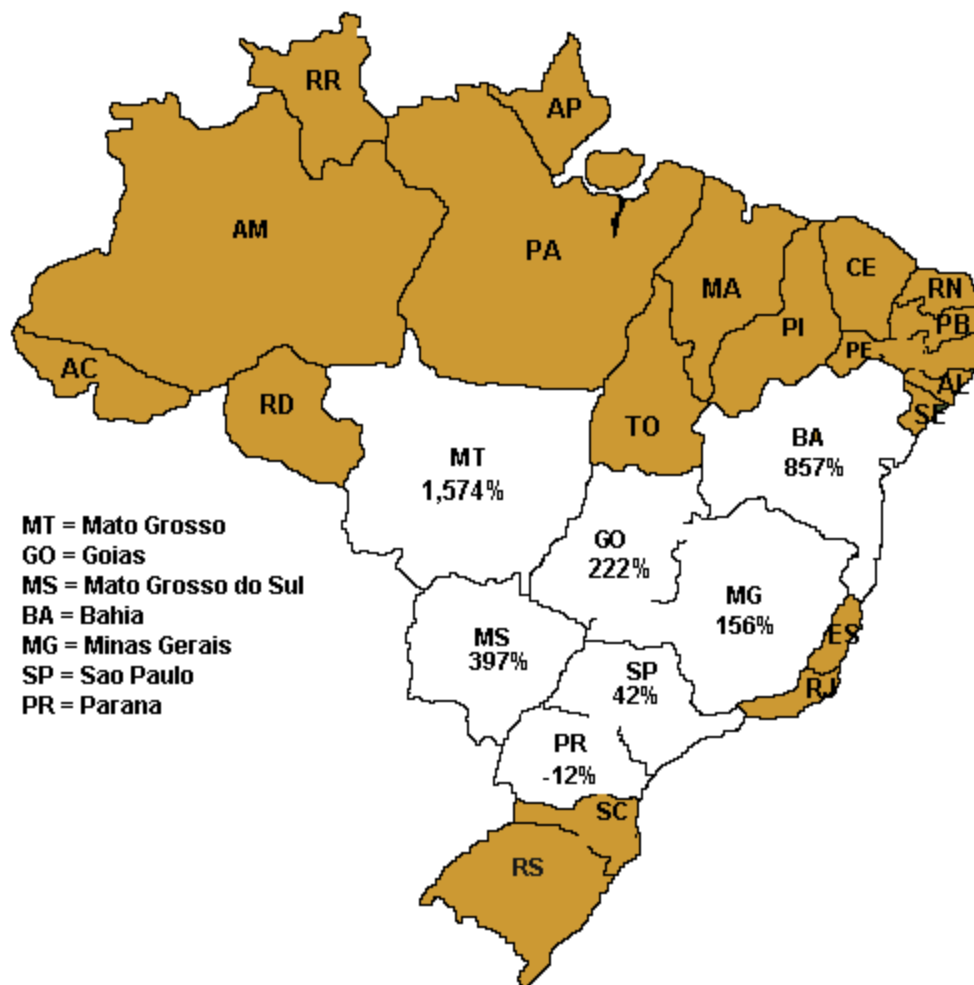 RR
AP
AM
PA
MA
CE
RN
PI
PB
PE
AC
RD
AL
SE
TO
BA
857%
MT
1,574%
GO
222%
MG
156%
MS
397%
ES
SP
42%
RJ
PR
-12%
SC
RS
MT = Mato Grosso
GO = Goias
MS = Mato Grosso do Sul
BA = Bahia
MG = Minas Gerais
SP = Sao Paulo
PR = Parana